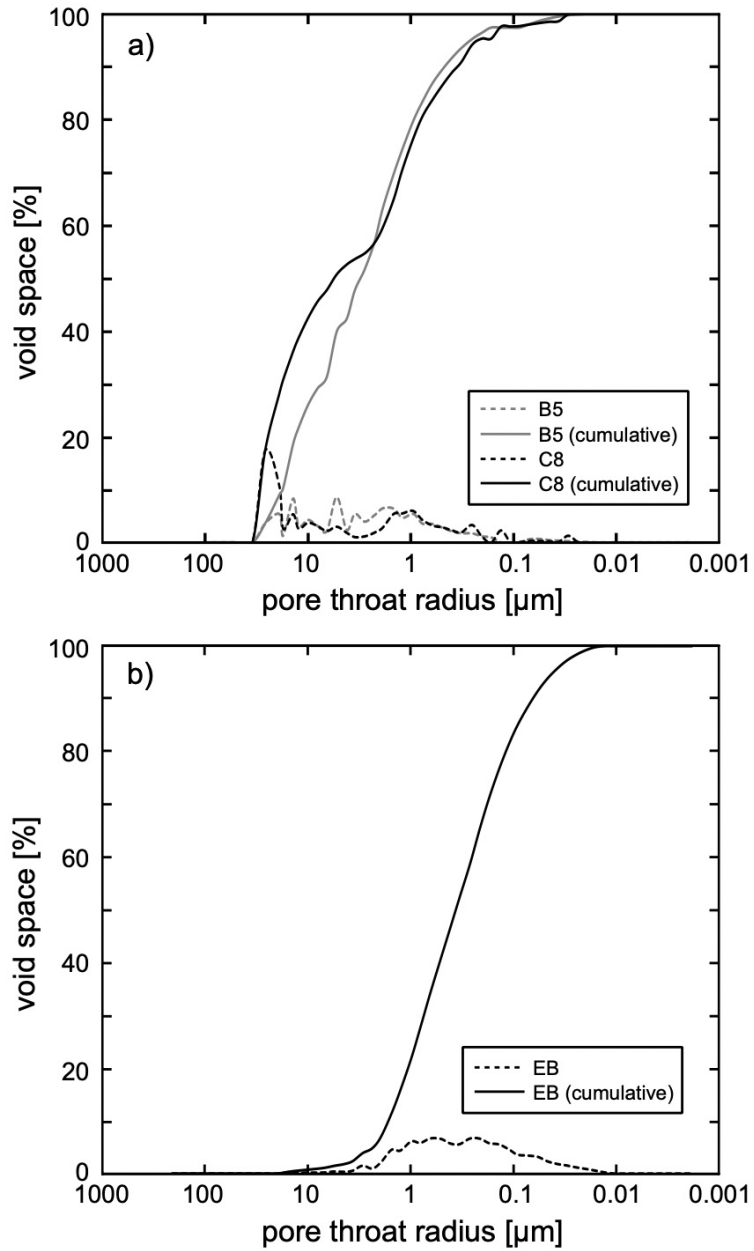 a)
100
80
60
40
20
0
void space [%]
B5
B5 (cumulative)
C8
C8 (cumulative)
1000 100 10 1 0.1 0.01 0.001
pore throat radius [µm]
b)
100
80
60
40
20
0
void space [%]
EB
EB (cumulative)
1000 100 10 1 0.1 0.01 0.001
pore throat radius [µm]